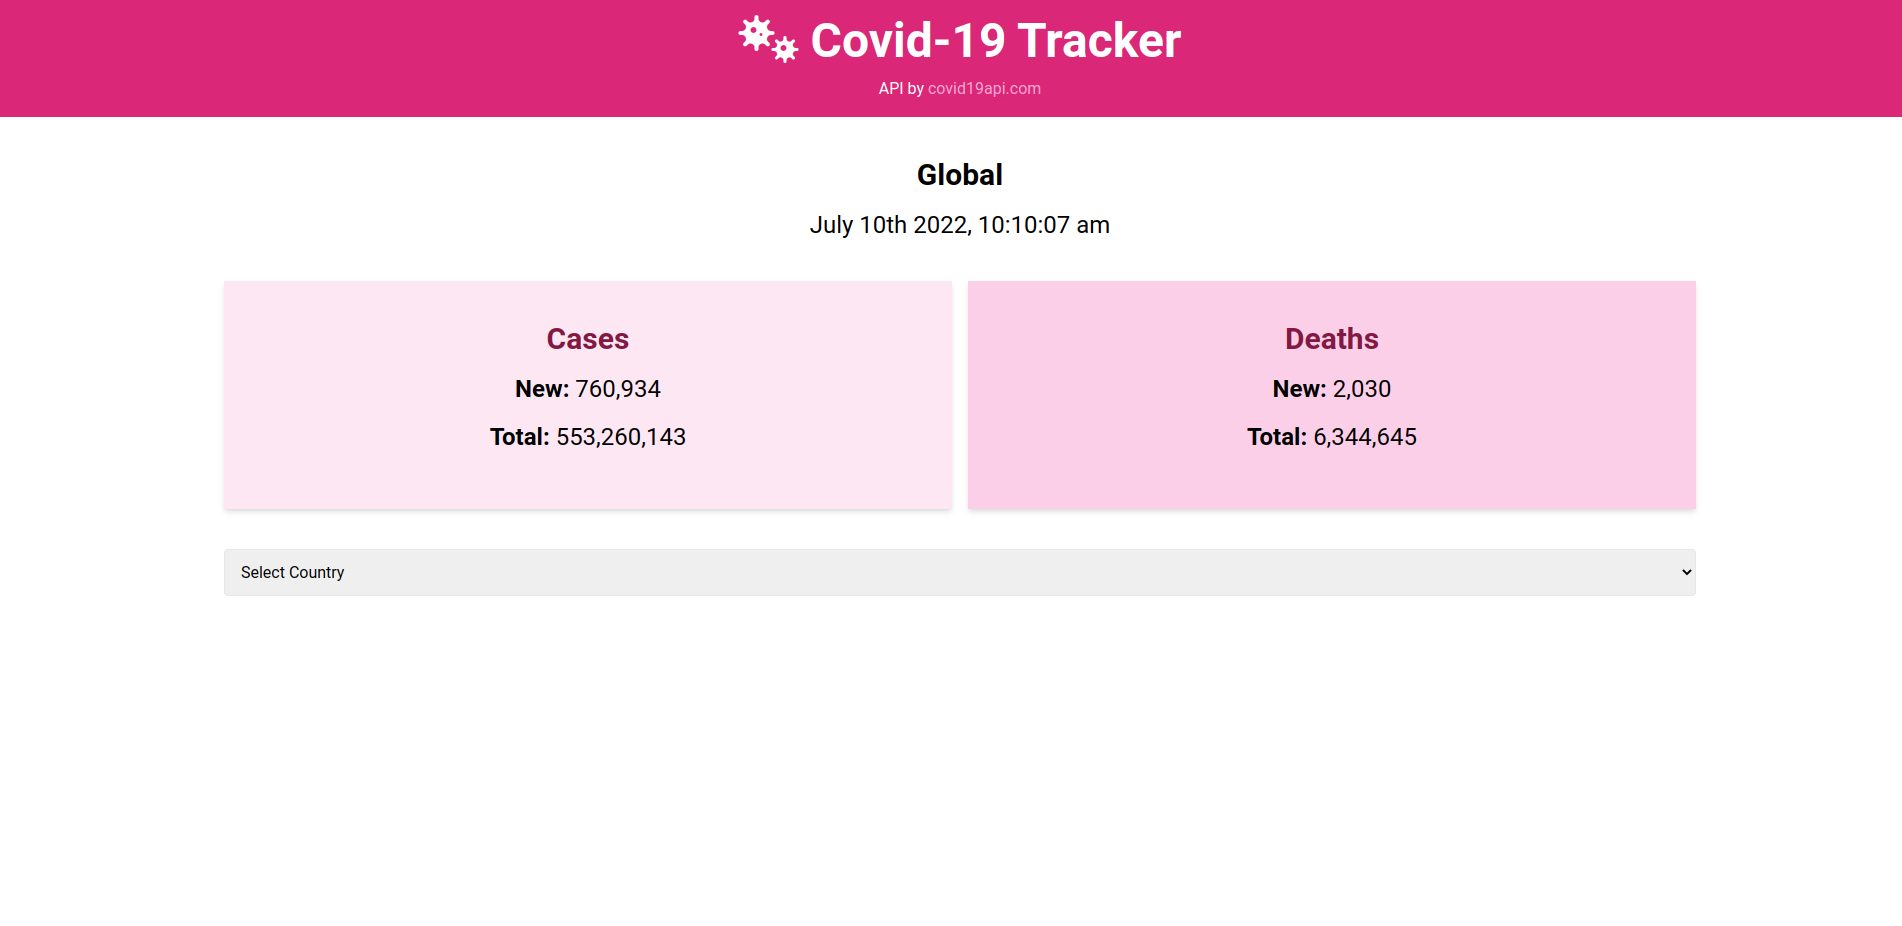 Covid-19 Tracker
API by covid19api.com
Global
July 10th 2022, 10:10:07 am
Cases
New: 760,934
Total: 553,260,143
Deaths
New: 2,030
Total: 6,344,645
Select Country